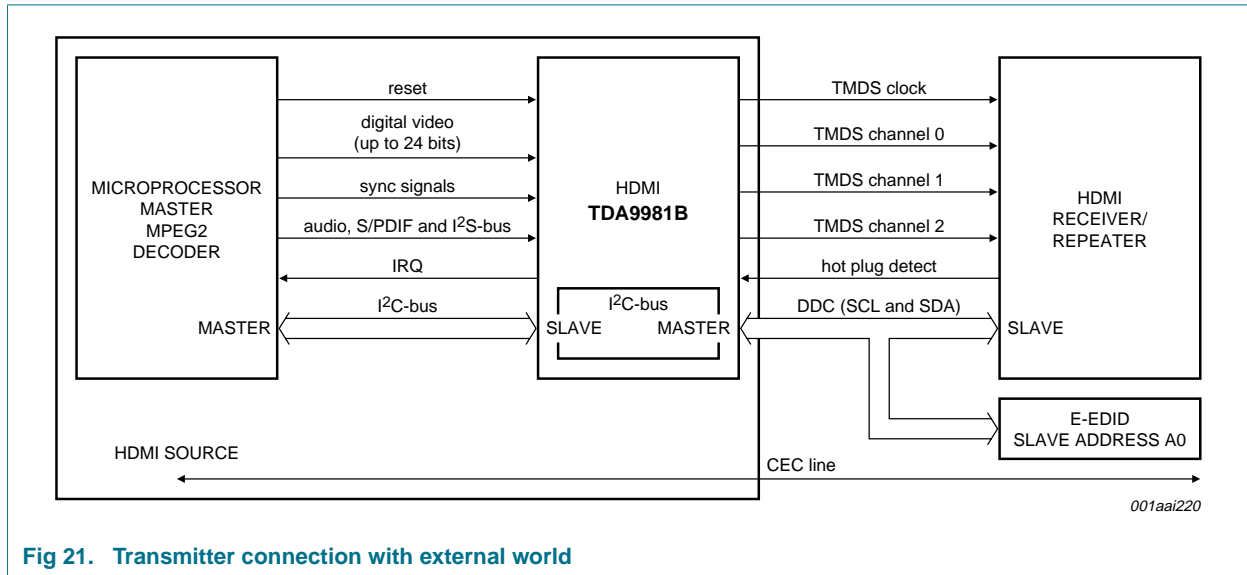 reset
digital video
(up to 24 bits)
sync signals
audio, S/PDIF and I²S-bus
IRQ
I²C-bus
MICROPROCESSOR
MASTER
MPEG2
DECODER
MASTER
HDMI
TDA9981B
I²C-bus
SLAVE
MASTER
TMDS clock
TMDS channel 0
TMDS channel 1
TMDS channel 2
hot plug detect
DDC (SCL and SDA)
HDMI
RECEIVER/
REPEATER
SLAVE
E-EDID
SLAVE ADDRESS A0
HDMI SOURCE
CEC line
001aai220
Fig 21. Transmitter connection with external world